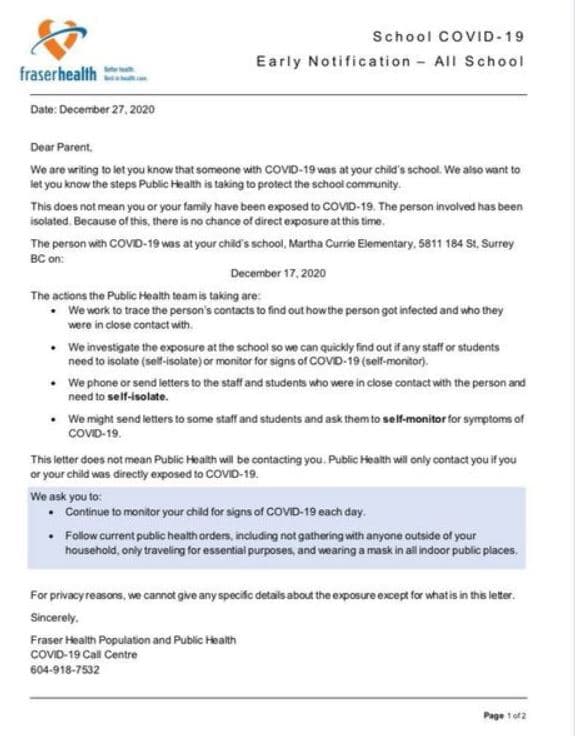 School COVID-19
Early Notification – All School
fraserhealth
Better health.
Best in health care.
Date: December 27, 2020
Dear Parent,
We are writing to let you know that someone with COVID-19 was at your child's school. We also want to
let you know the steps Public Health is taking to protect the school community.
This does not mean you or your family have been exposed to COVID-19. The person involved has been
isolated. Because of this, there is no chance of direct exposure at this time.
The person with COVID-19 was at your child's school, Martha Currie Elementary, 5811 184 St, Surrey
BC on:
December 17, 2020
The actions the Public Health team is taking are:
• We work to trace the person's contacts to find out how the person got infected and who they
were in close contact with.
• We investigate the exposure at the school so we can quickly find out if any staff or students
need to isolate (self-isolate) or monitor for signs of COVID-19 (self-monitor).
• We phone or send letters to the staff and students who were in close contact with the person and
need to self-isolate.
• We might send letters to some staff and students and ask them to self-monitor for symptoms of
COVID-19.
This letter does not mean Public Health will be contacting you. Public Health will only contact you if you
or your child was directly exposed to COVID-19.
We ask you to:
• Continue to monitor your child for signs of COVID-19 each day.
• Follow current public health orders, including not gathering with anyone outside of your
household, only traveling for essential purposes, and wearing a mask in all indoor public places.
For privacy reasons, we cannot give any specific details about the exposure except for what is in this letter.
Sincerely,
Fraser Health Population and Public Health
COVID-19 Call Centre
604-918-7532
Page 1 of 2